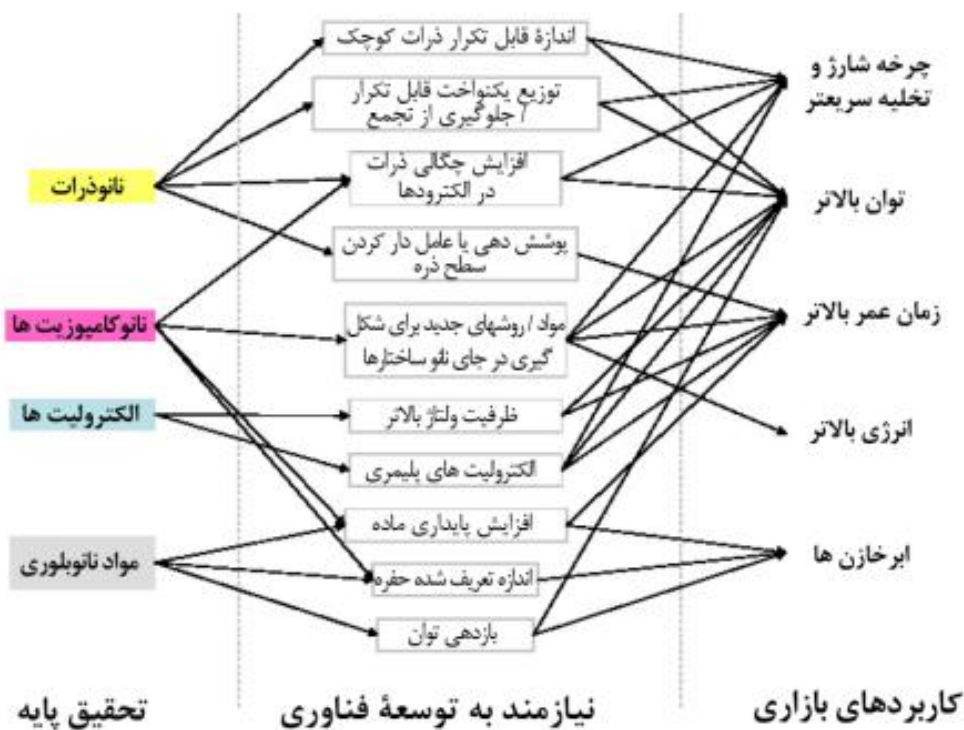 نانوذرات
نانوکامپوزیت ها
الکترولیت ها
مواد نانوبلوری
تحقیق پایه
اندازهٔ قابل تکرار ذرات کوچک
توزیع یکنواخت قابل تکرار
/ جلوگیری از تجمع
افزایش چگالی ذرات
در الکترودها
پوشش دهی یا عامل دار کردن
سطح ذره
مواد / روشهای جدید برای شکل
گیری در جای نانو ساختارها
ظرفیت ولتاژ بالاتر
الکترولیت های پلیمری
افزایش پایداری ماده
اندازه تعریف شده حفره
بازدهی توان
نیازمند به توسعهٔ فناوری
چرخه شارژ و
تخلیه سریعتر
توان بالاتر
زمان عمر بالاتر
انرژی بالاتر
ابرخازن ها
کاربردهای بازاری